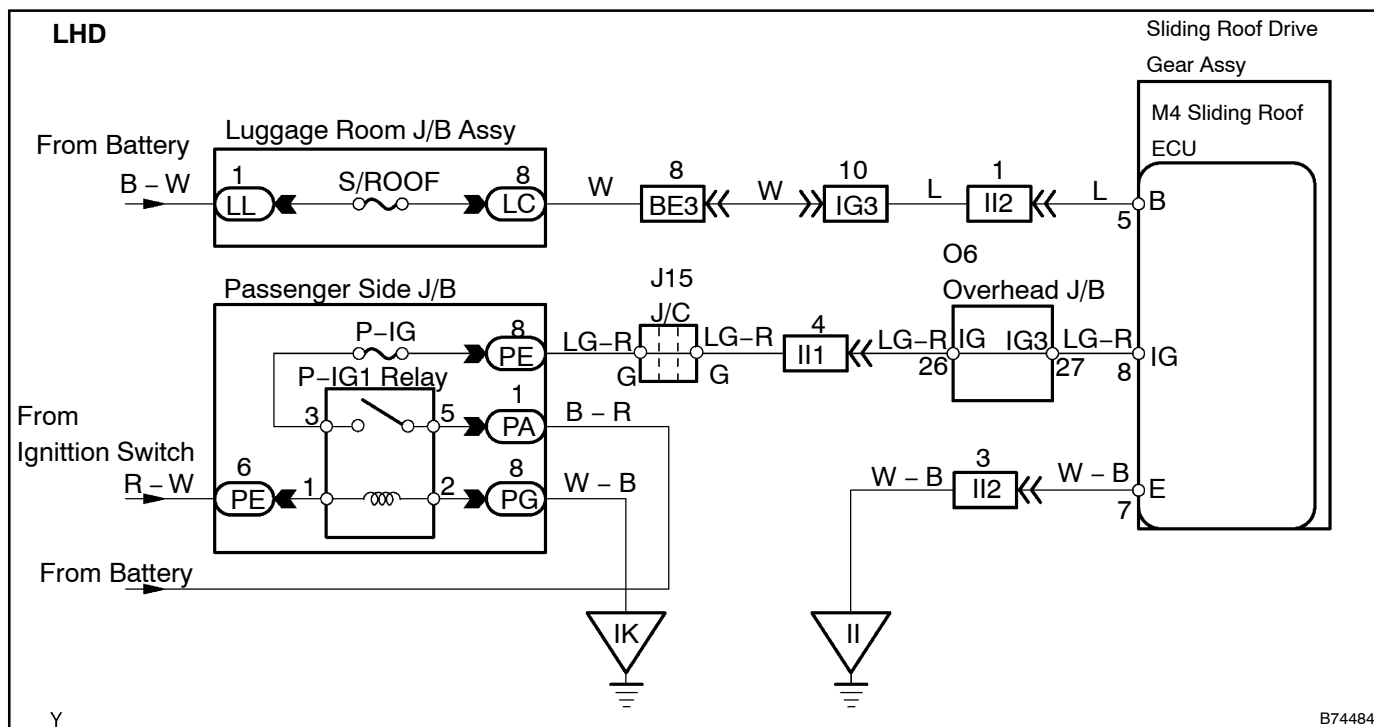 LHD
Sliding Roof Drive
Gear Assy
M4 Sliding Roof
ECU
Luggage Room J/B Assy
From Battery
B – W
1
LL
S/ROOF
8
LC
W
8
BE3
W
10
IG3
L
1
II2
L
B
5
O6
Overhead J/B
Passenger Side J/B
J15
J/C
P–IG
8
PE
LG–R
G
LG–R
G
4
II1
LG–R
26
IG
IG3
27
LG–R
8
IG
P–IG1 Relay
3
5
1
PA
B – R
From
Ignittion Switch
R – W
6
PE
1
2
8
PG
W – B
W – B
3
II2
W – B
E
7
From Battery
IK
II
Y
B74484